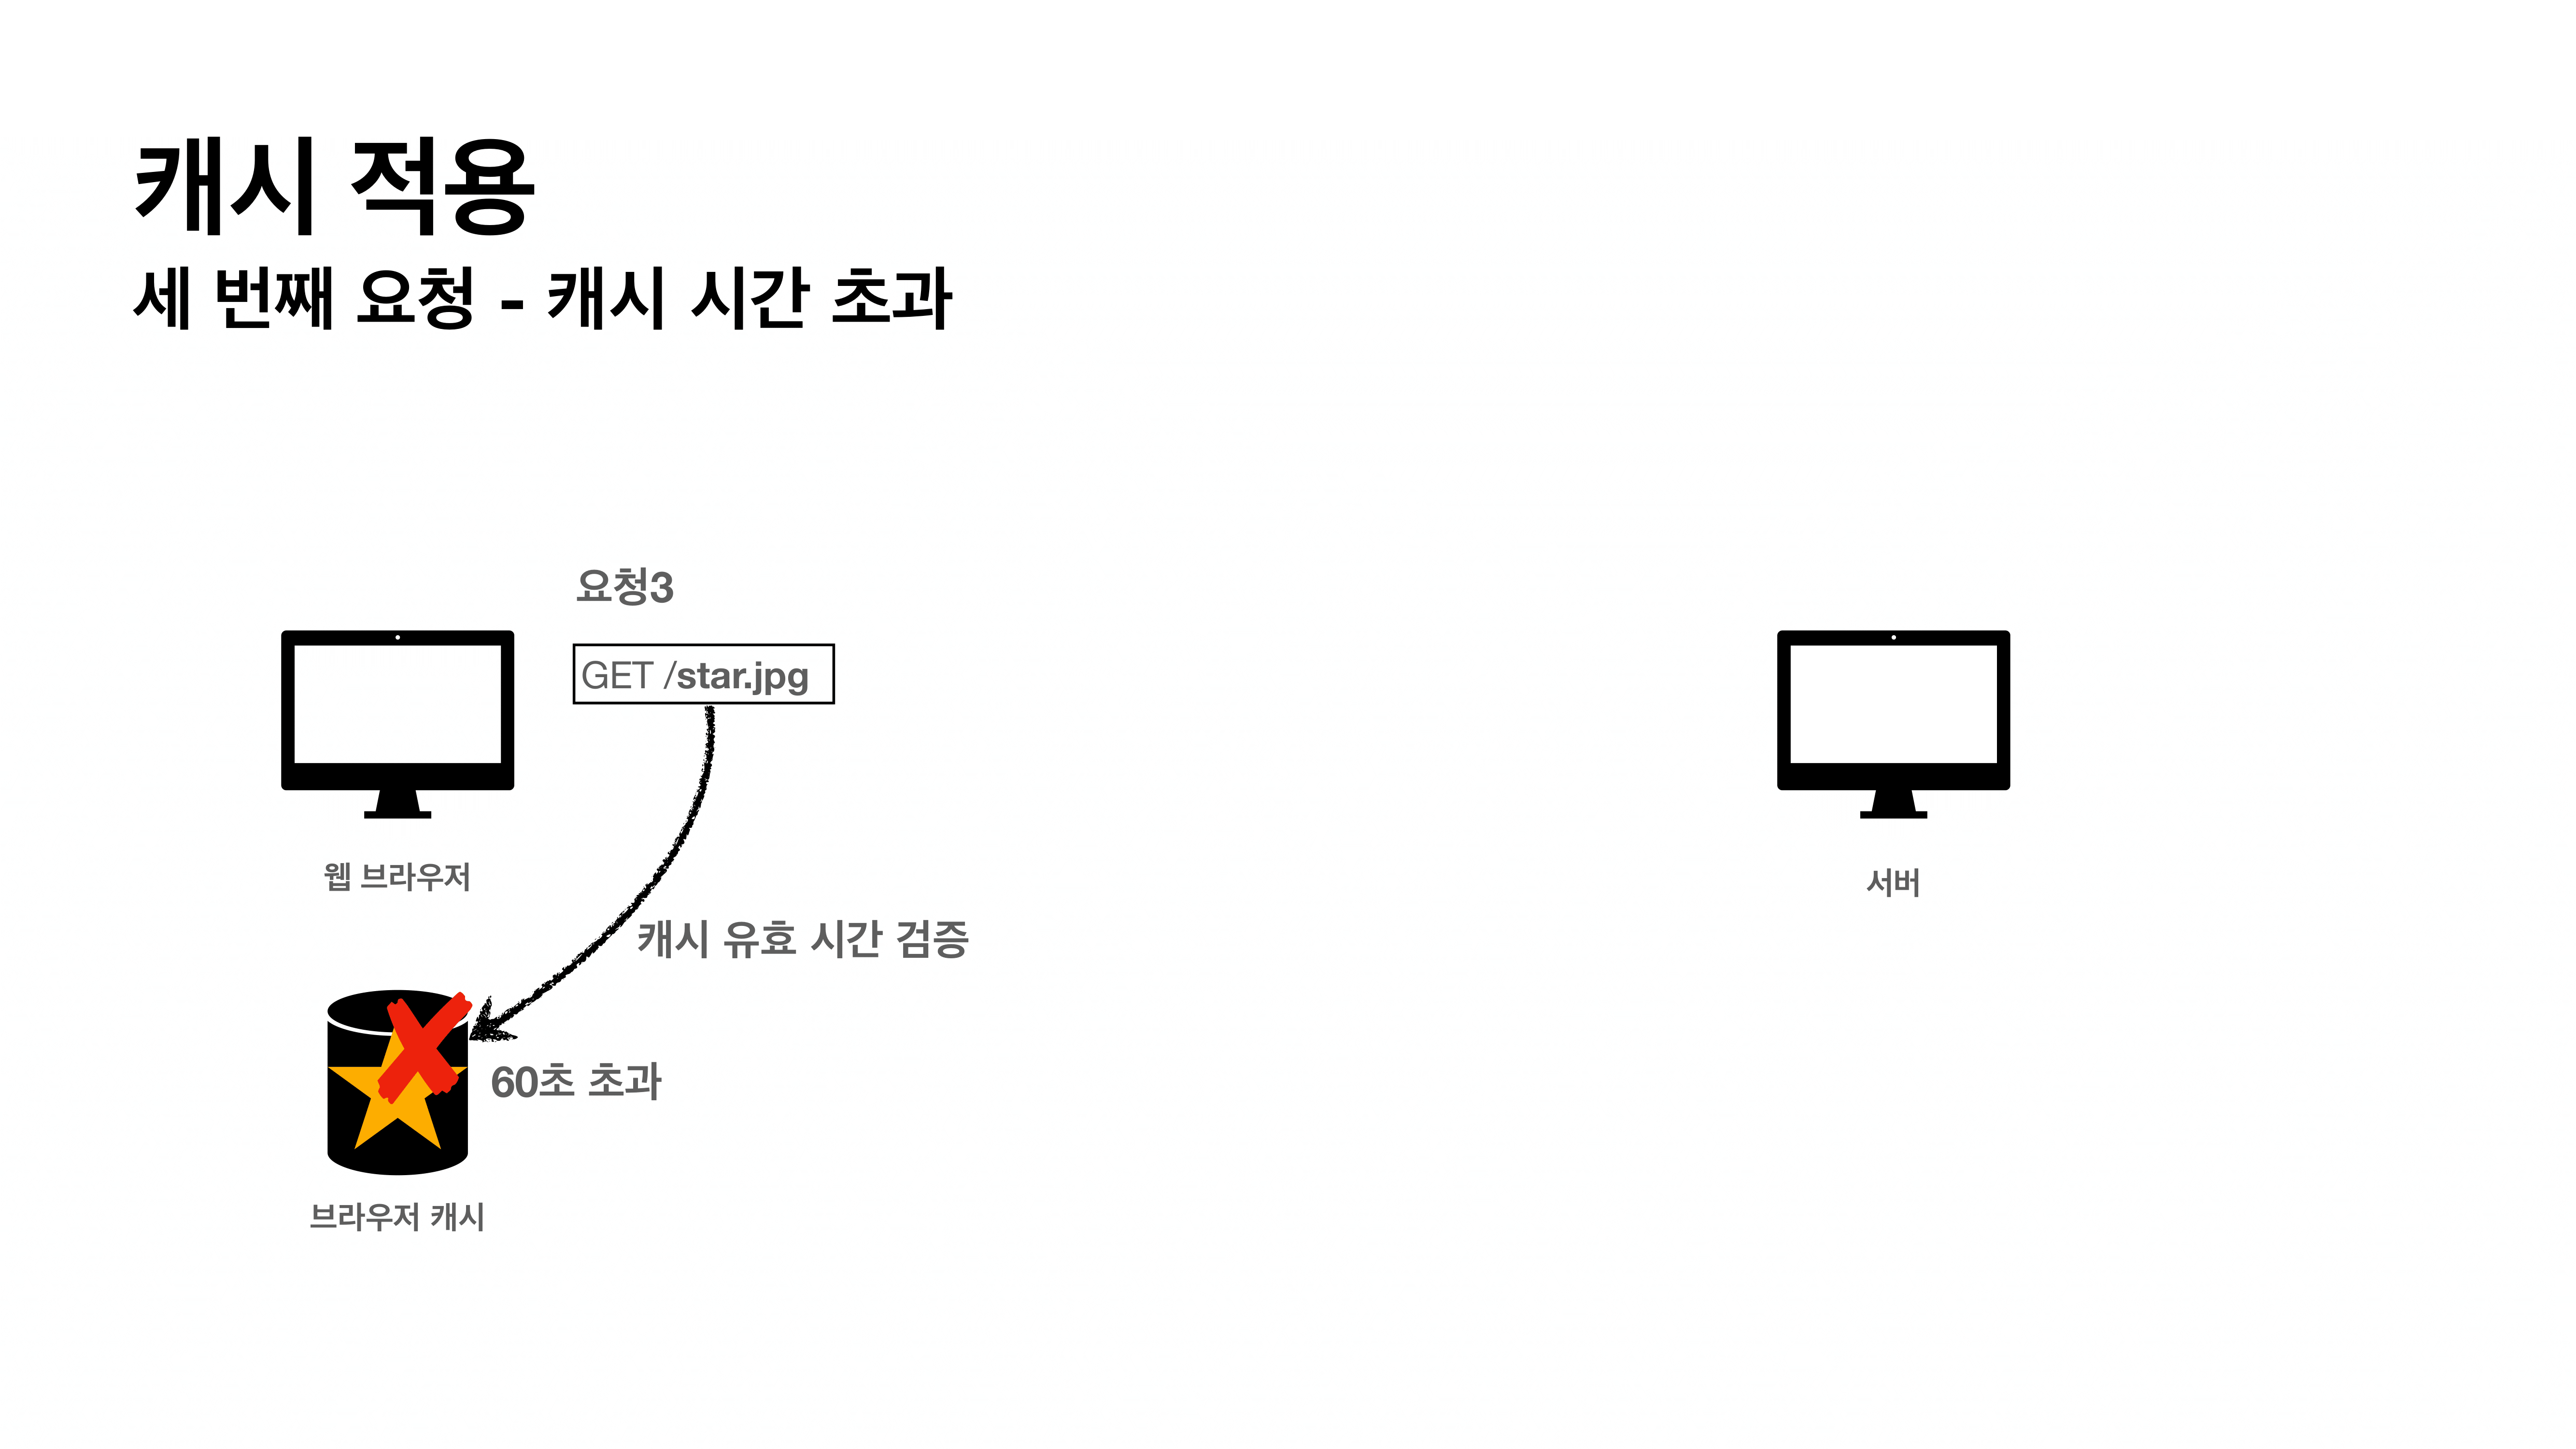 캐시 적용
세 번째 요청 - 캐시 시간 초과
요청3
GET /star.jpg
웹 브라우저
서버
캐시 유효 시간 검증
60초 초과
브라우저 캐시